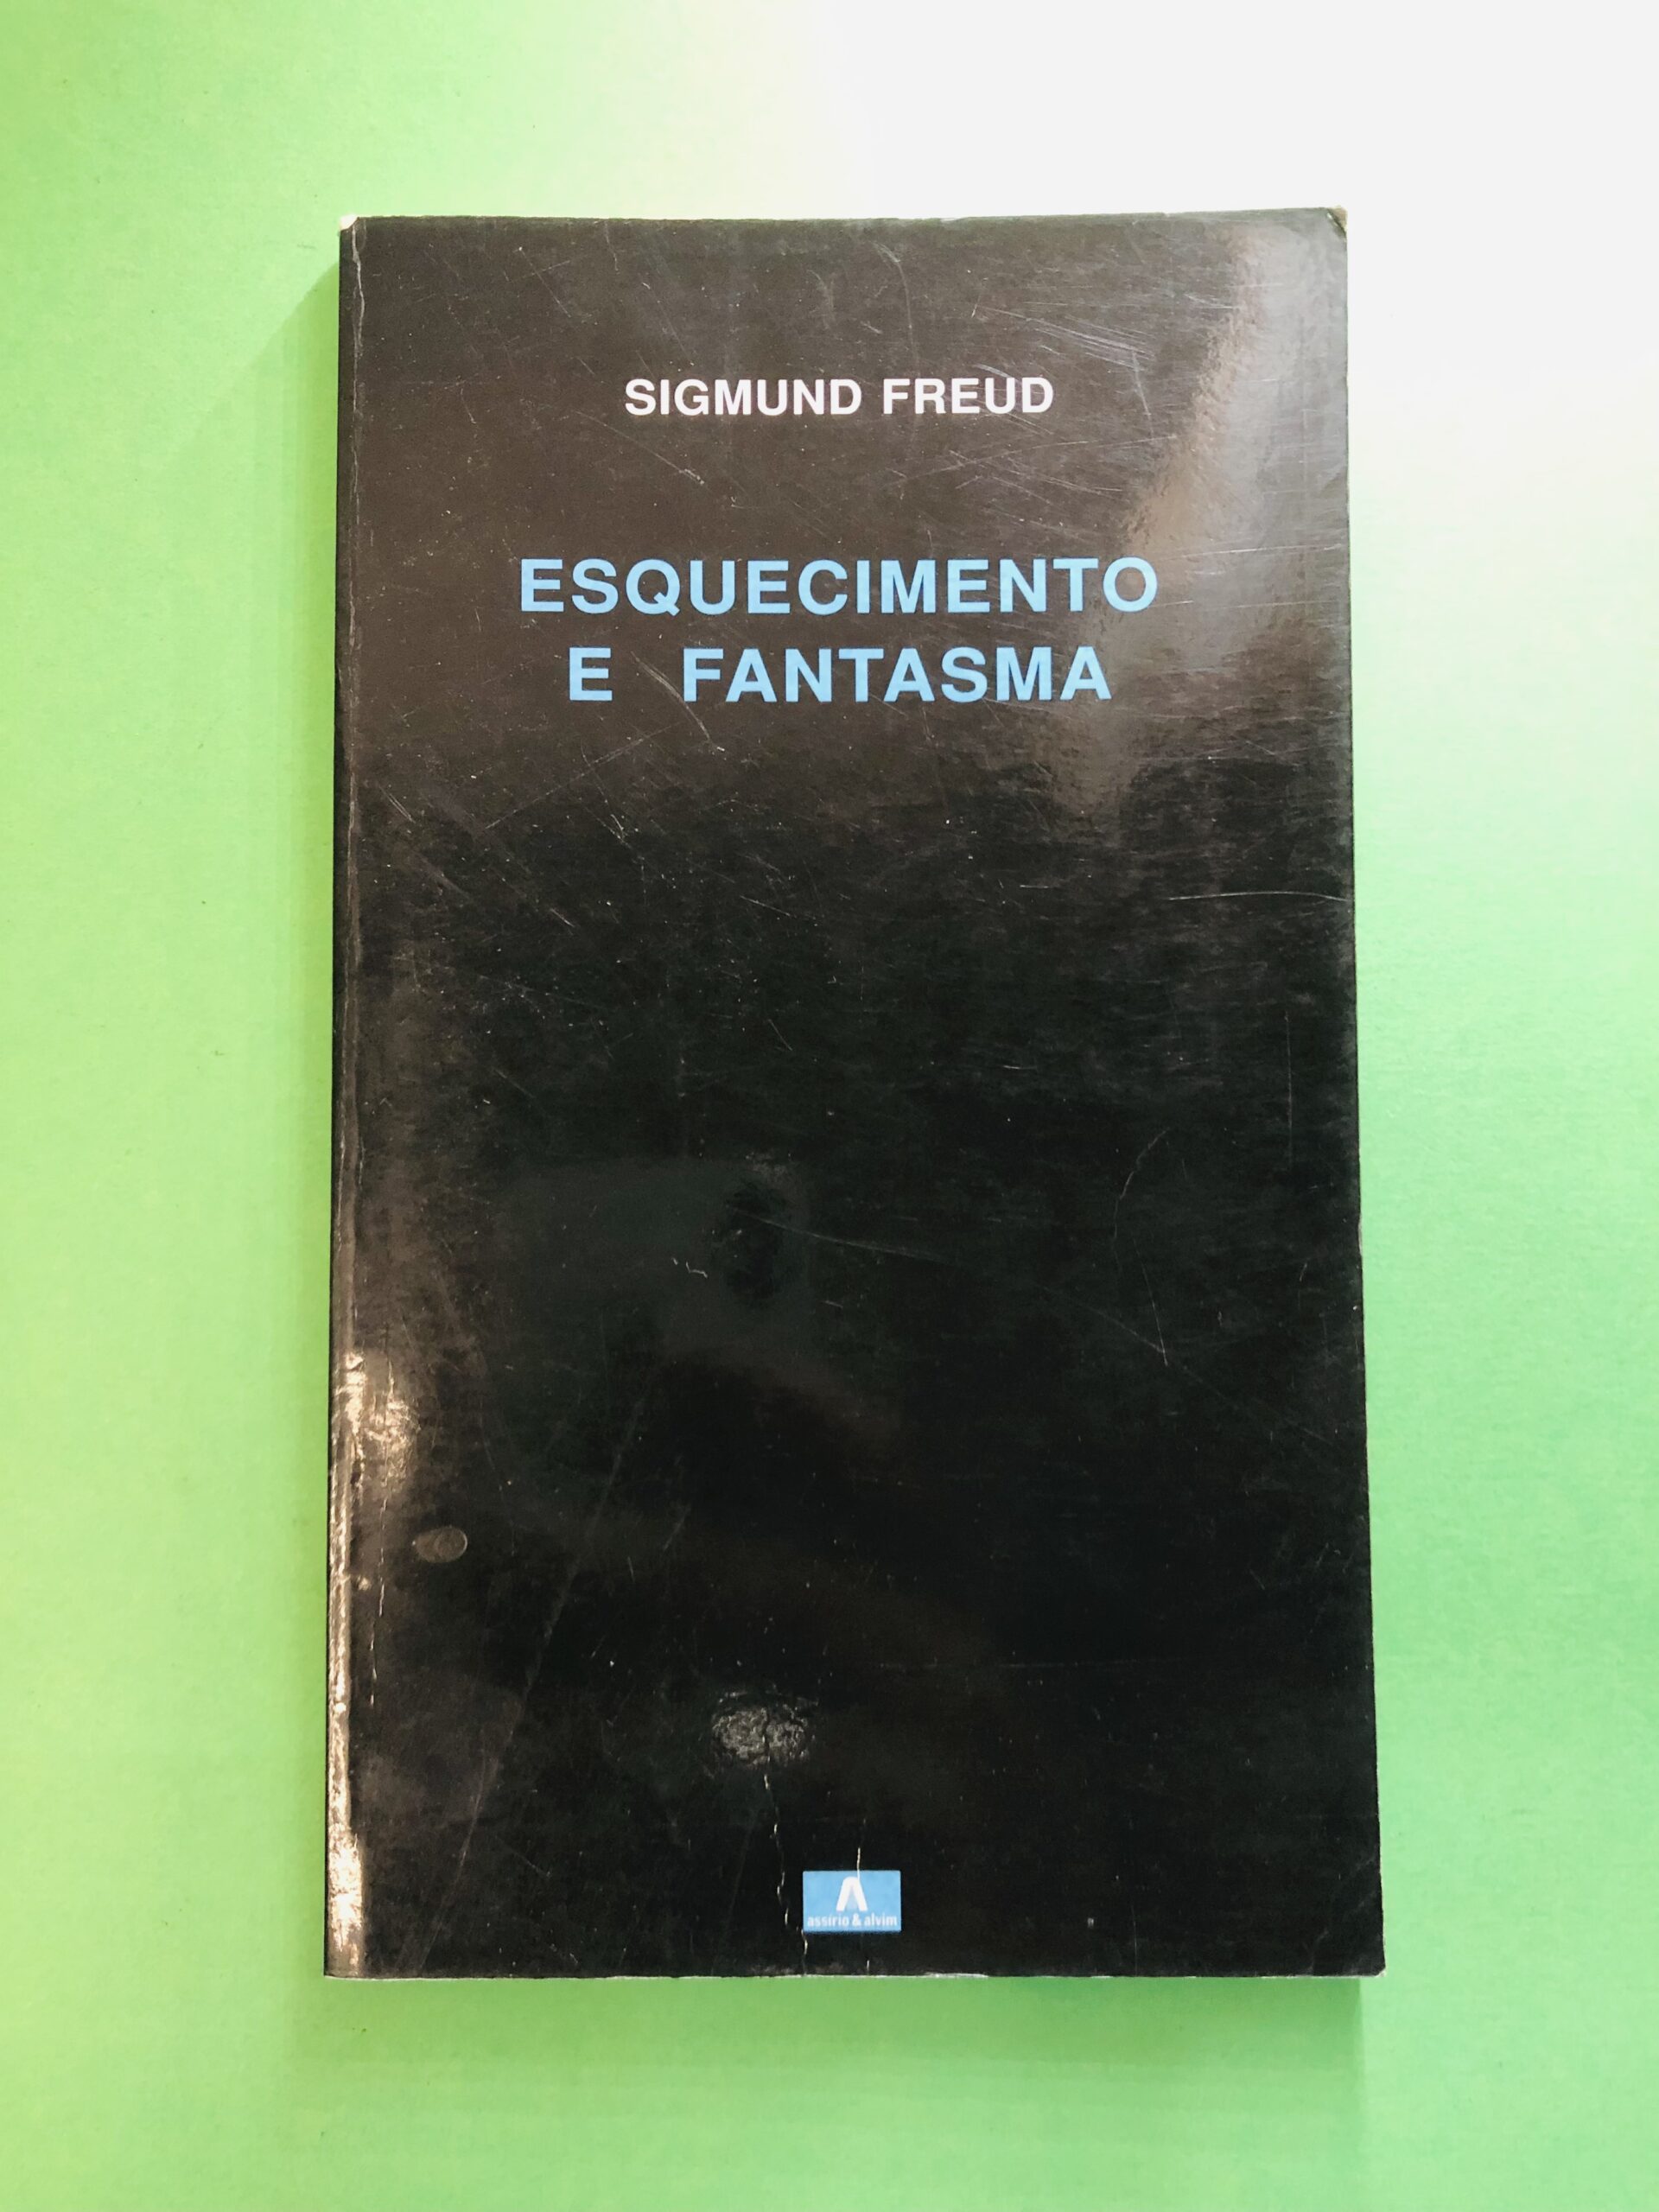 SIGMUND FREUD
ESQUECIMENTO
E FANTASMA
assírio & alvim